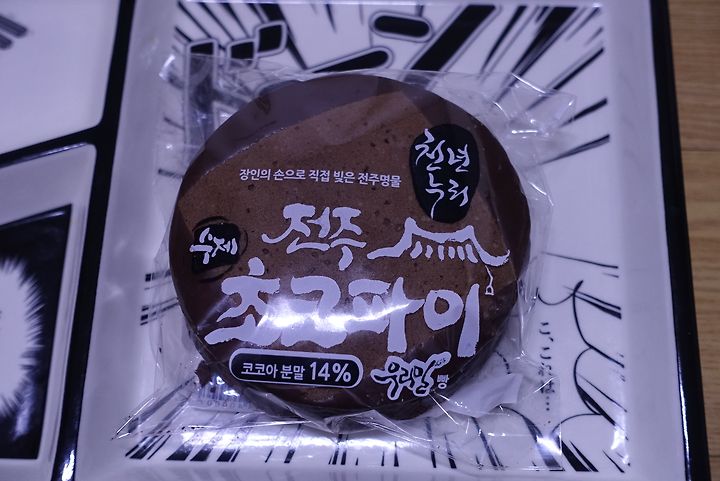 천년
누리
장인의 손으로 직접 빚은 전주명물
수제
전주
초코파이
코코아 분말 14%
우리밀 빵